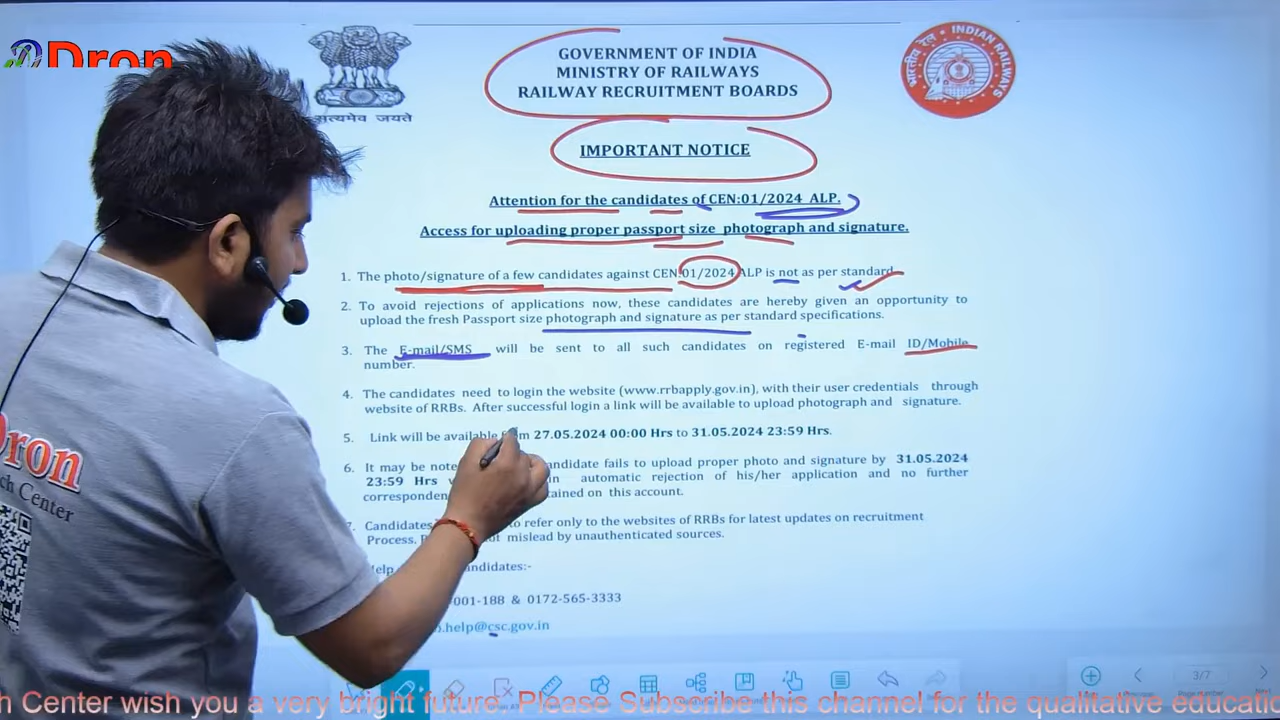 Dron
सत्यमेव जयते
GOVERNMENT OF INDIA
MINISTRY OF RAILWAYS
RAILWAY RECRUITMENT BOARDS
भारतीय रेल INDIAN RAILWAYS
IMPORTANT NOTICE
Attention for the candidates of CEN:01/2024 ALP.
Access for uploading proper passport size photograph and signature.
1. The photo/signature of a few candidates against CEN:01/2024 ALP is not as per standard
2. To avoid rejections of applications now, these candidates are hereby given an opportunity to
upload the fresh Passport size photograph and signature as per standard specifications.
3. The E-mail/SMS will be sent to all such candidates on registered E-mail ID/Mobile
number.
4. The candidates need to login the website (www.rrbapply.gov.in), with their user credentials through
website of RRBs. After successful login a link will be available to upload photograph and signature.
5. Link will be available 27.05.2024 00:00 Hrs to 31.05.2024 23:59 Hrs.
6. It may be fails to upload proper photo and signature by 31.05.2024
23:59 Hrs in automatic rejection of his/her application and no further
on this account.
Candidates to refer only to the websites of RRBs for latest updates on recruitment
Process. mislead by unauthenticated sources.
001-188 & 0172-565-3333
.help@csc.gov.in
Dron
ch Center
3/7
h Center wish you a very bright future. Please Subscribe this channel for the qualitative educatio